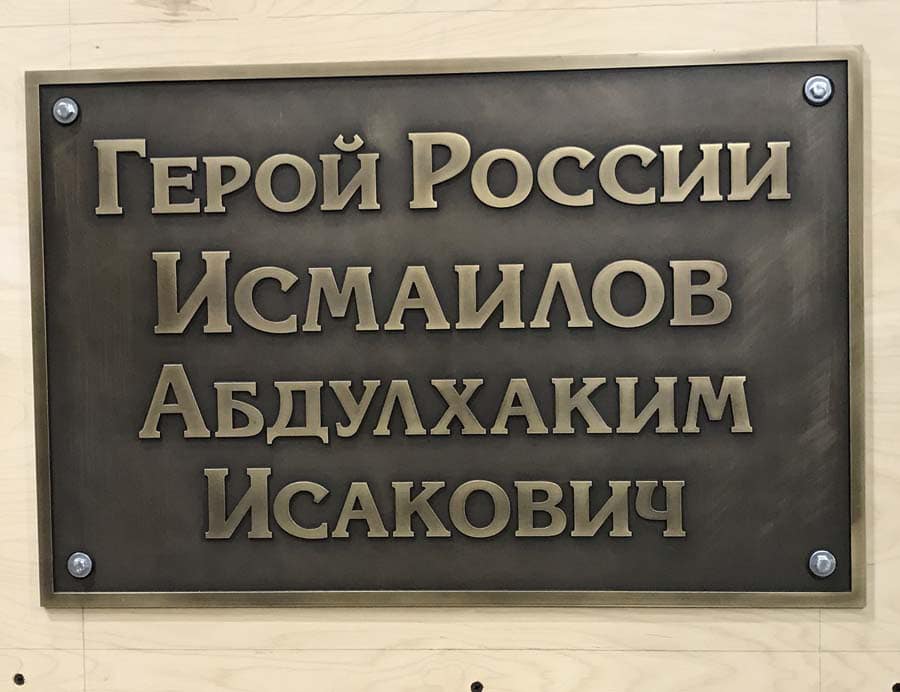 Герой России
Исмаилов
Абдулхаким
Исакович